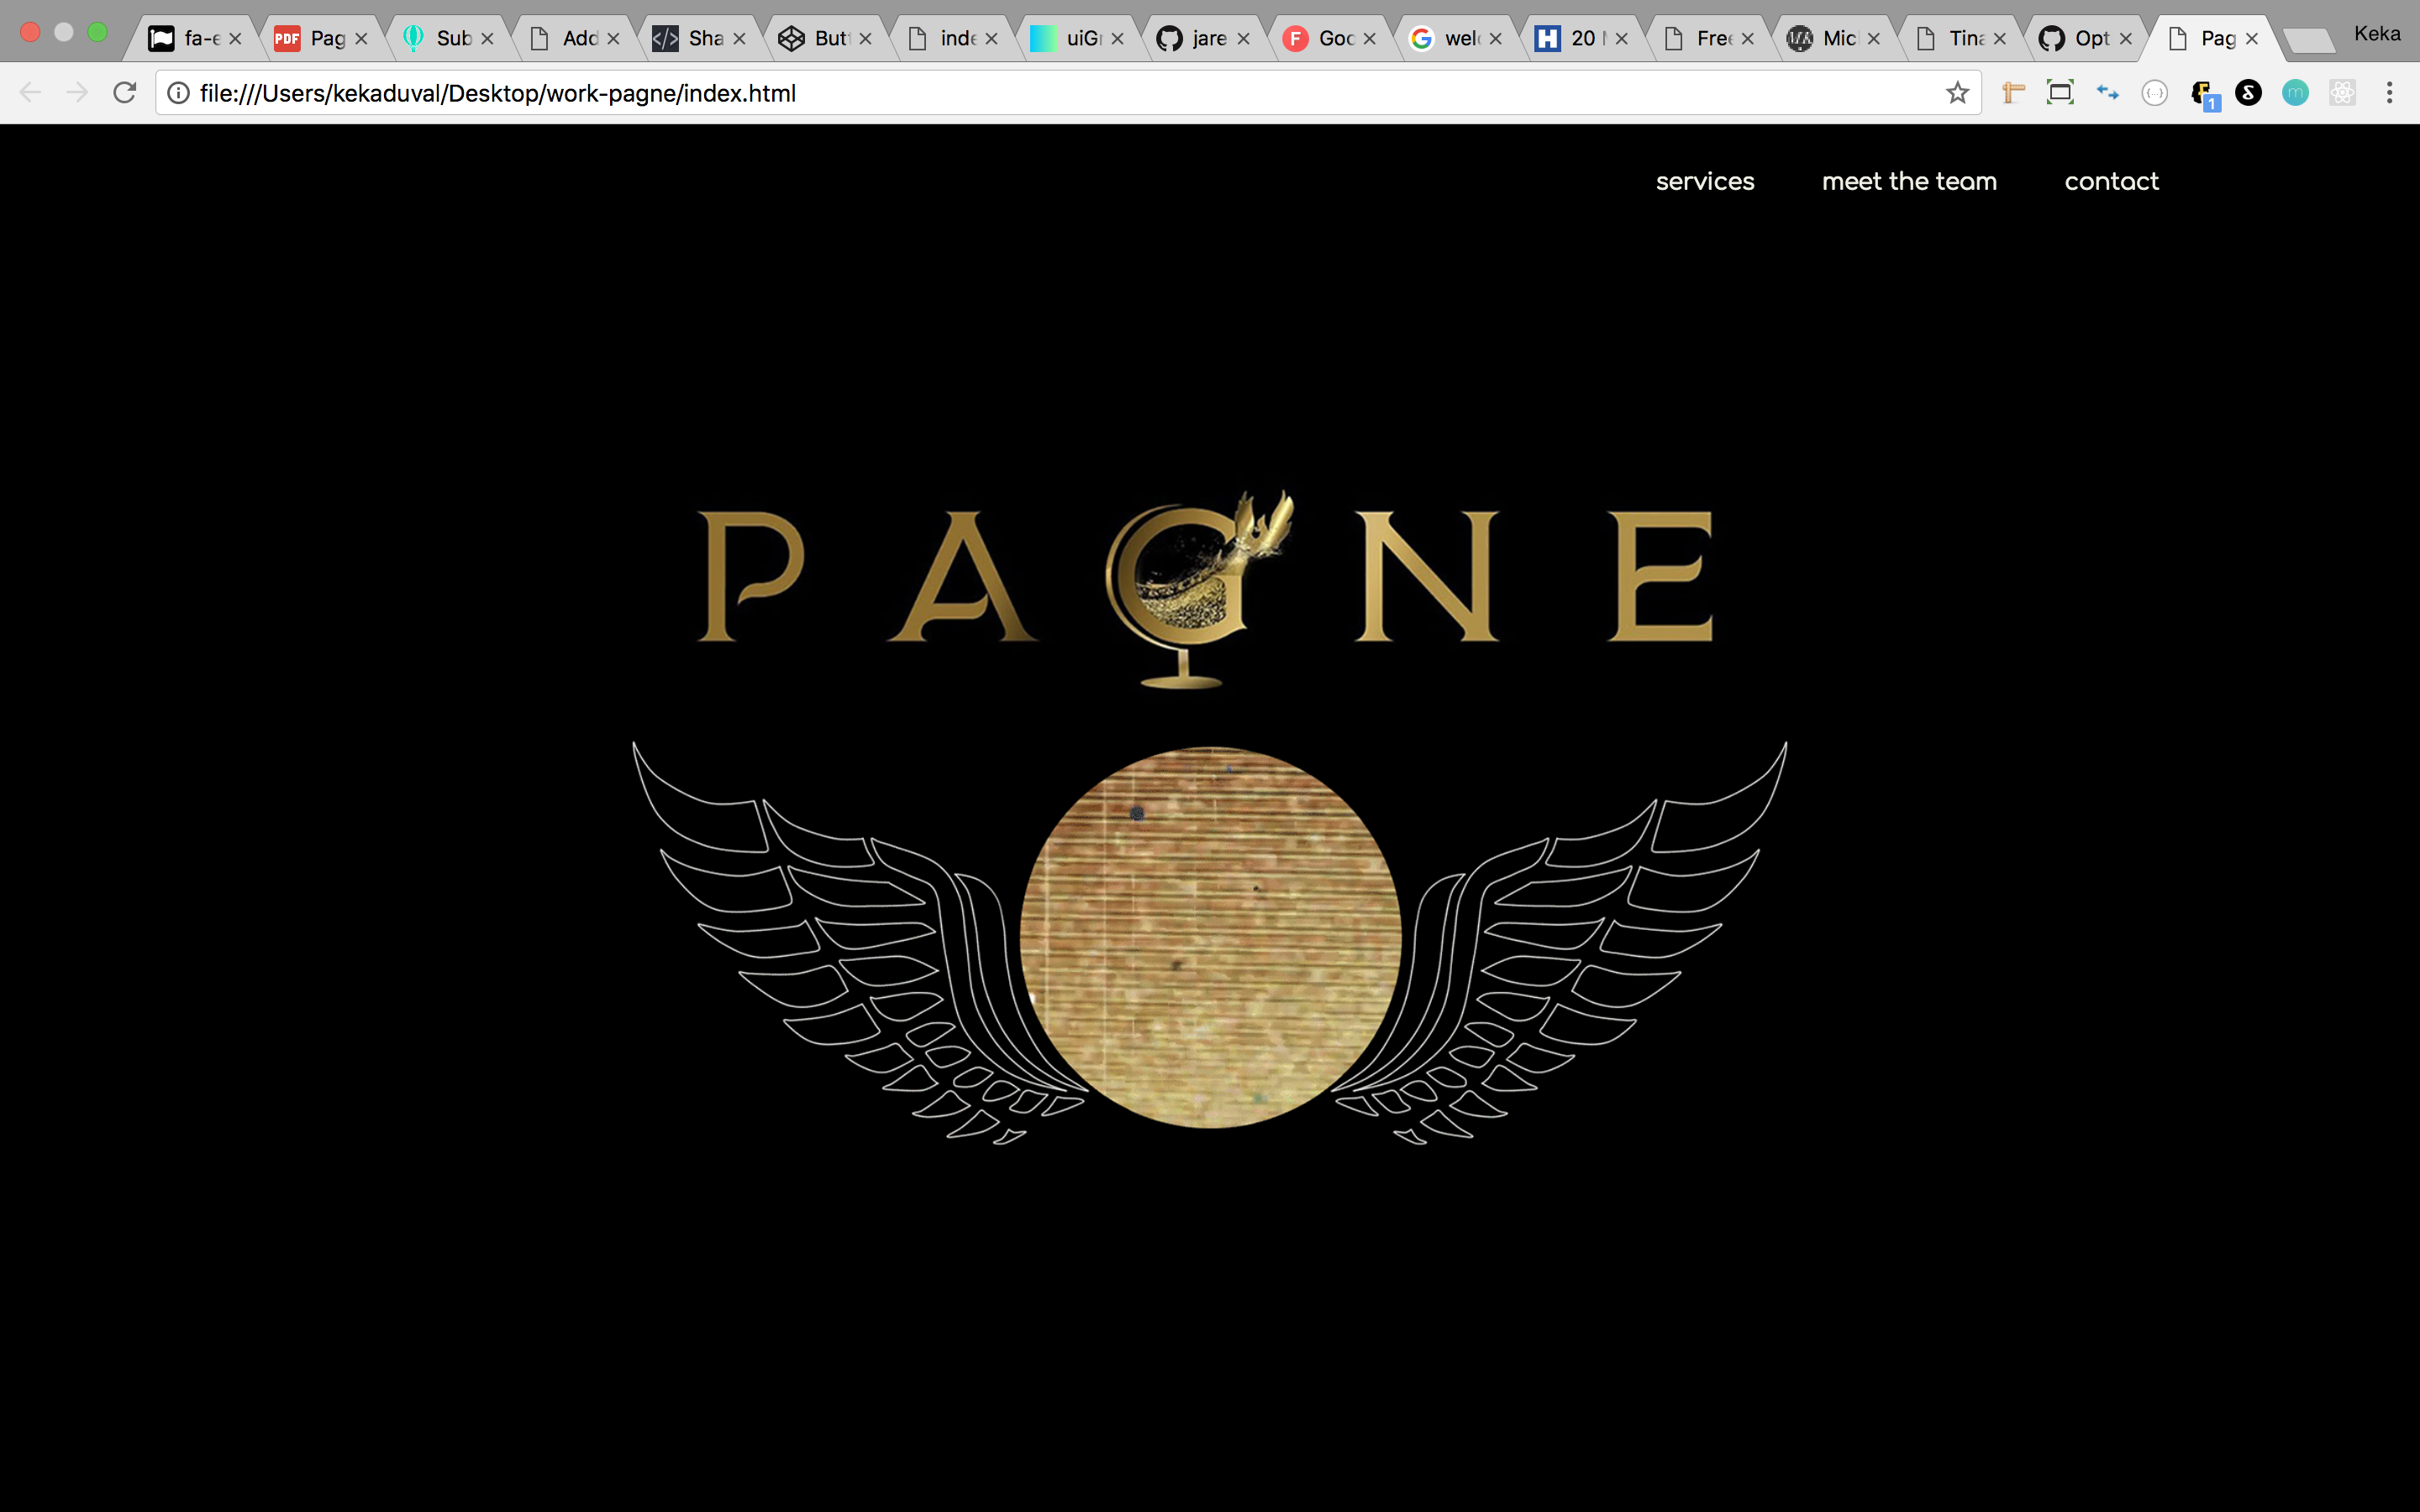 fa-e Pag Sub Add Sha But inde uiGr jare Goo welc 20 Free Mic Tina Opt Pag Keka
file:///Users/kekaduval/Desktop/work-pagne/index.html
services meet the team contact
PAGNE